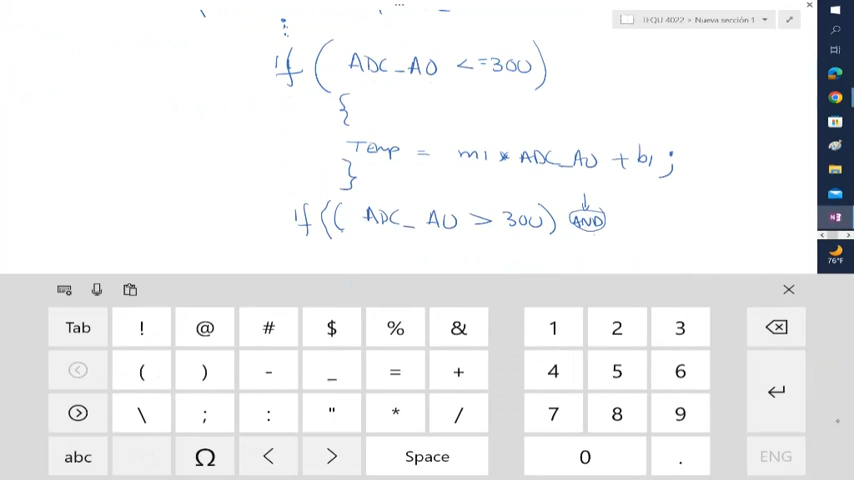 INQU 4022 > Nueva sección 1
if ( ADC_A0 <=300)
{
Temp = m1 * ADC_A0 + b1 ;
}
if (( ADC_A0 > 300) AND
76°F
Tab ! @ # $ % & 1 2 3
( ) - _ = + 4 5 6
\ ; : " * / 7 8 9
abc Ω < > Space 0 . ENG